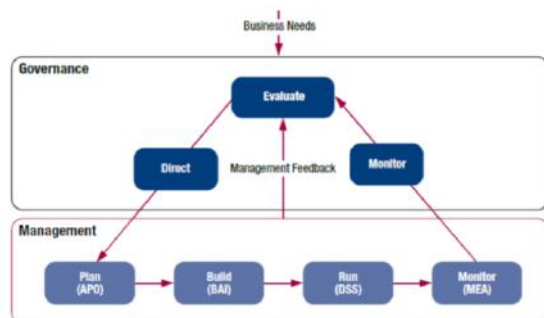 Business Needs
Governance
Evaluate
Direct
Management Feedback
Monitor
Management
Plan
(APO)
Build
(BAI)
Run
(DSS)
Monitor
(MEA)